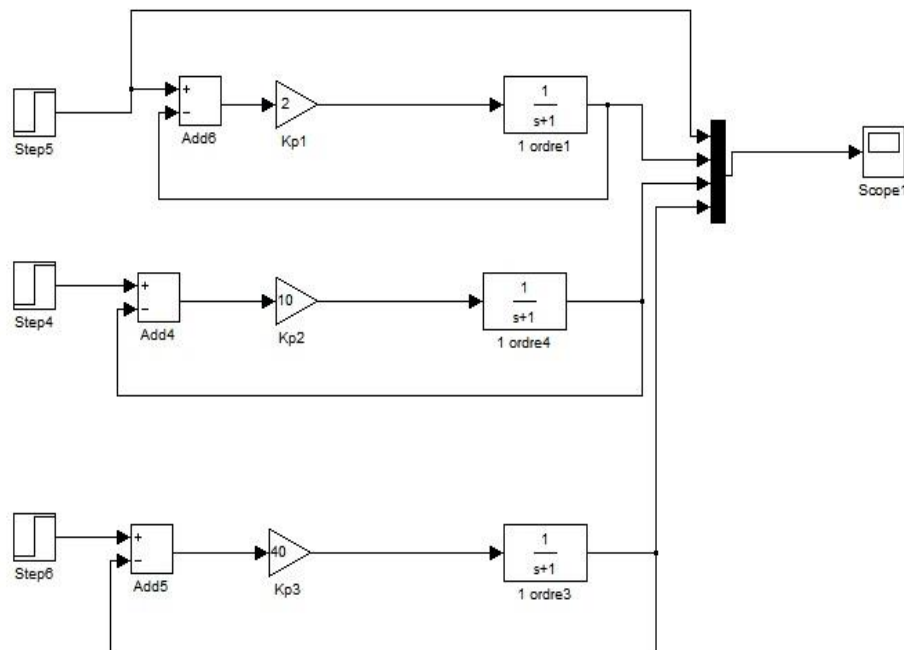 Step5
+
−
Add6
2
Kp1
1
s+1
1 ordre1
Scope1
Step4
+
−
Add4
10
Kp2
1
s+1
1 ordre4
Step6
+
−
Add5
40
Kp3
1
s+1
1 ordre3